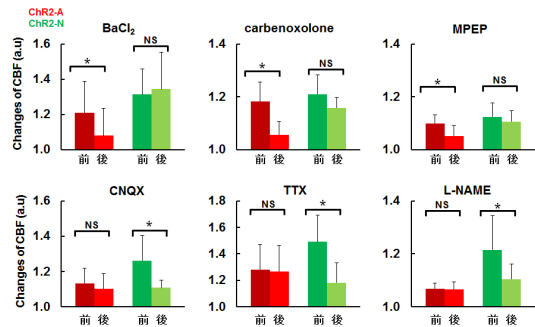 ChR2-A
ChR2-N
BaCl2
carbenoxolone
MPEP
Changes of CBF (a.u)
1.6
1.4
1.2
1.0
*
NS
前 後 前 後
1.4
1.2
1.0
*
NS
前 後 前 後
1.4
1.2
1.0
*
NS
前 後 前 後
CNQX
TTX
L-NAME
Changes of CBF (a.u)
1.6
1.4
1.2
1.0
NS
*
前 後 前 後
1.8
1.6
1.4
1.2
1.0
NS
*
前 後 前 後
1.4
1.2
1.0
NS
*
前 後 前 後